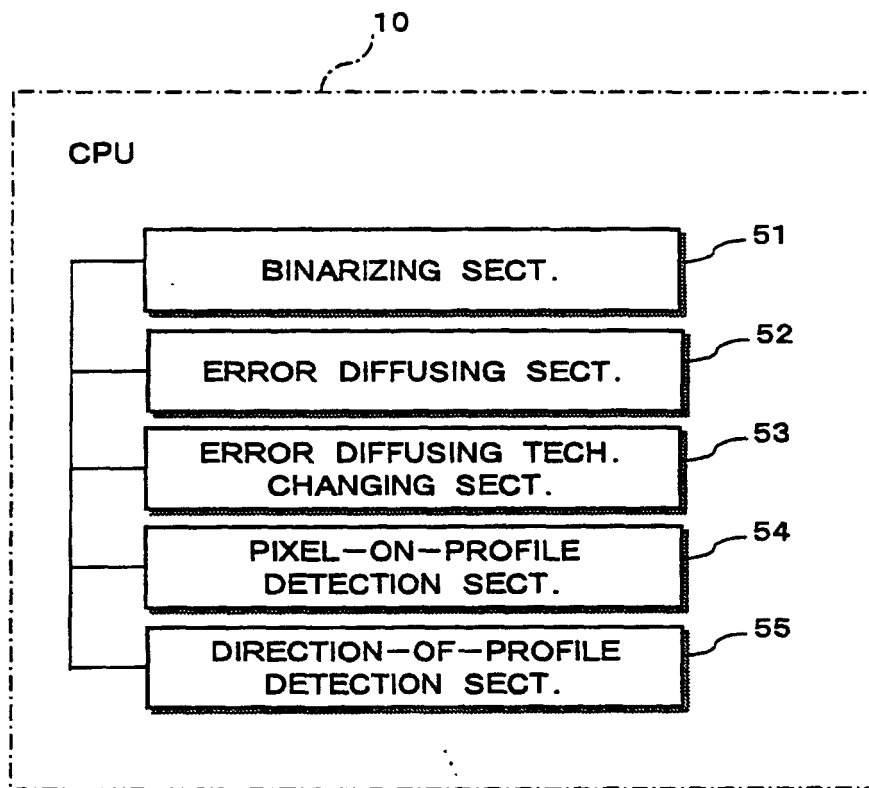 10
CPU
BINARIZING SECT.
51
ERROR DIFFUSING SECT.
52
ERROR DIFFUSING TECH.
CHANGING SECT.
53
PIXEL-ON-PROFILE
DETECTION SECT.
54
DIRECTION-OF-PROFILE
DETECTION SECT.
55